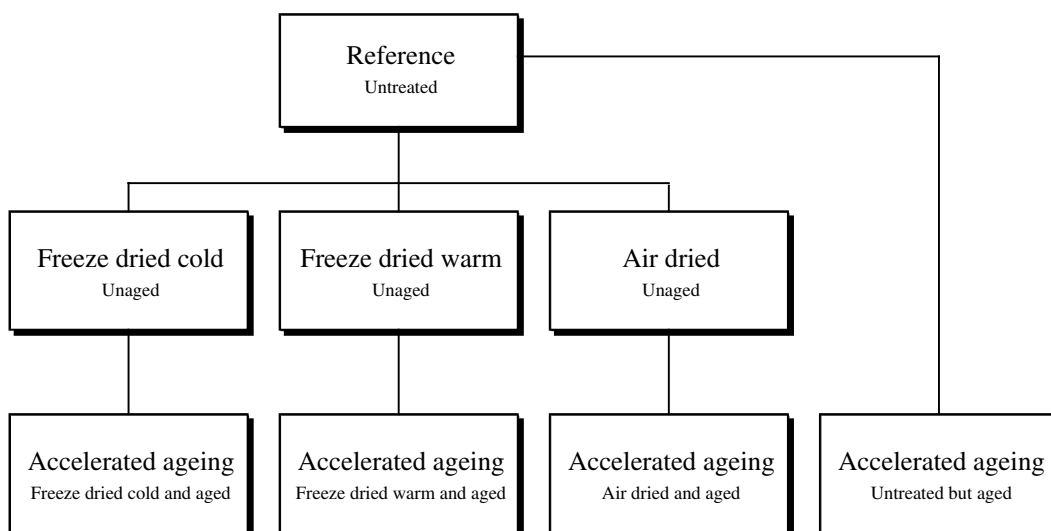 Reference
Untreated
Freeze dried cold
Unaged
Freeze dried warm
Unaged
Air dried
Unaged
Accelerated ageing
Freeze dried cold and aged
Accelerated ageing
Freeze dried warm and aged
Accelerated ageing
Air dried and aged
Accelerated ageing
Untreated but aged